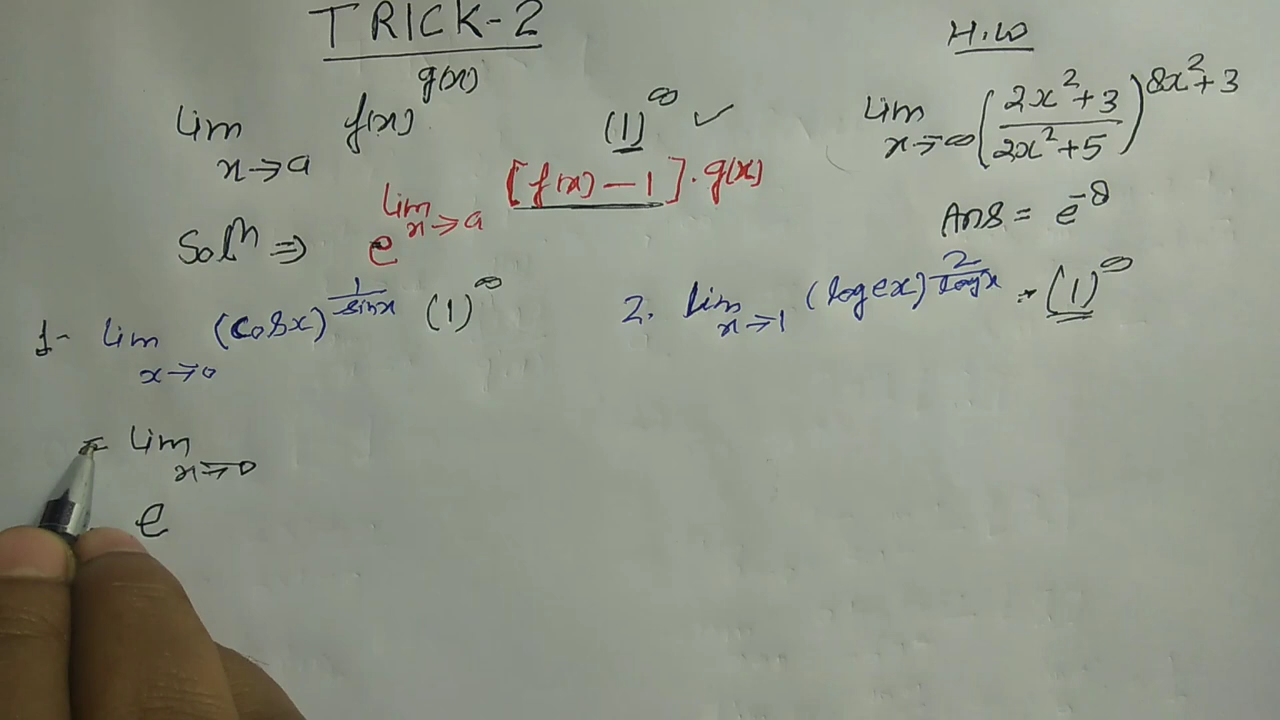 TRICK-2
lim x→a f(x)^g(x) (1)^∞ ✓
Solⁿ ⇒ e^lim x→a [f(x) - 1]·g(x)
H.W
lim x→∞ ((2x²+3)/(2x²+5))^8x²+3
Ans = e^-8
1- lim x→0 (cosx)^1/sinx (1)^∞
= lim x→0
e
2. lim x→1 (logex)^2/logx → (1)^∞